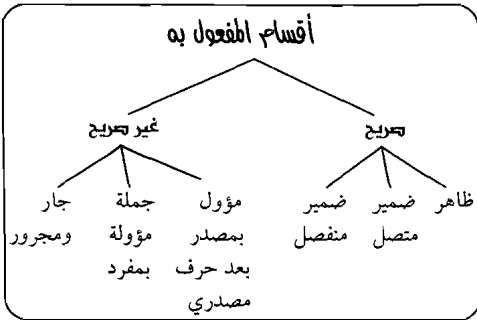 أقسام المفعول به
صريح
غير صريح
ظاهر
ضمير
متصل
ضمير
منفصل
مؤول
بمصدر
بعد حرف
مصدري
جملة
مؤولة
بمفرد
جار
ومجرور